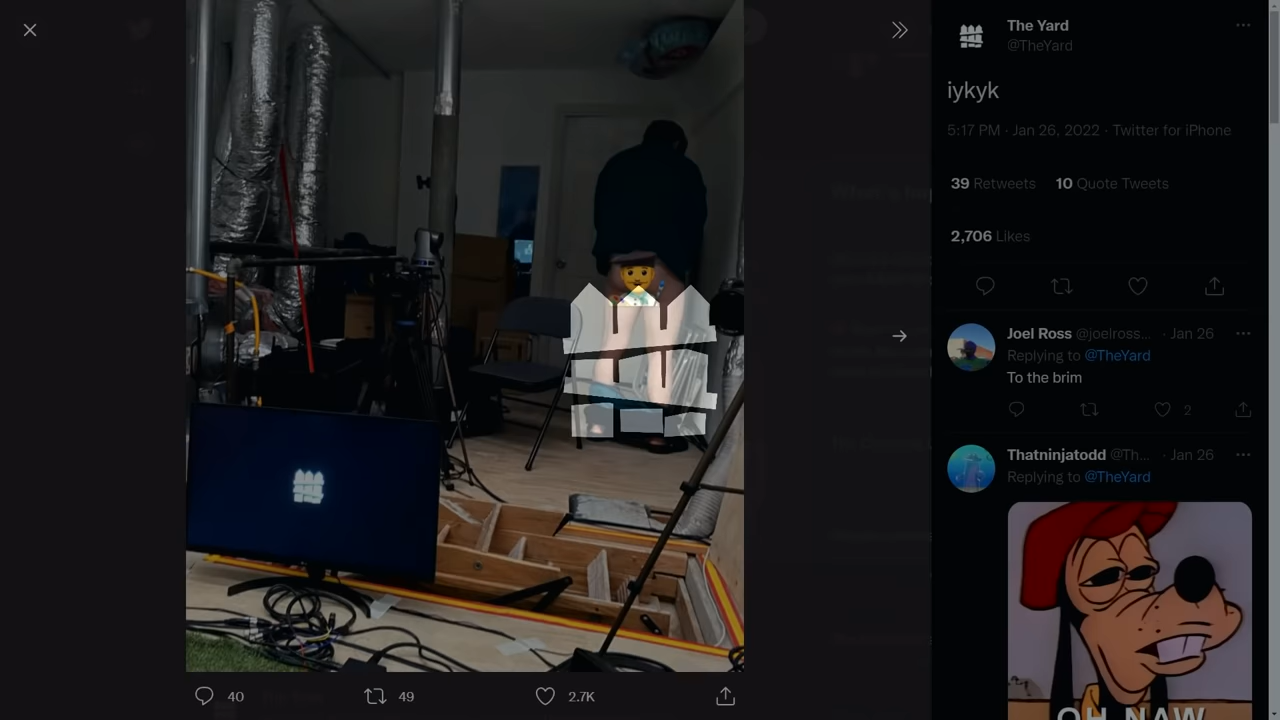 The Yard
@TheYard
iykyk
5:17 PM · Jan 26, 2022 · Twitter for iPhone
39 Retweets 10 Quote Tweets
2,706 Likes
Joel Ross @joelross... · Jan 26
Replying to @TheYard
To the brim
2
Thatninjatodd @Th... · Jan 26
Replying to @TheYard
OH NAW
40 49 2.7K